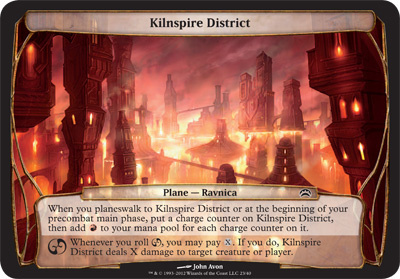 Kilnspire District
Plane — Ravnica
When you planeswalk to Kilnspire District or at the beginning of your
precombat main phase, put a charge counter on Kilnspire District,
then add to your mana pool for each charge counter on it.
Whenever you roll , you may pay X. If you do, Kilnspire
District deals X damage to target creature or player.
John Avon
™ & © 1993–2012 Wizards of the Coast LLC 23/40